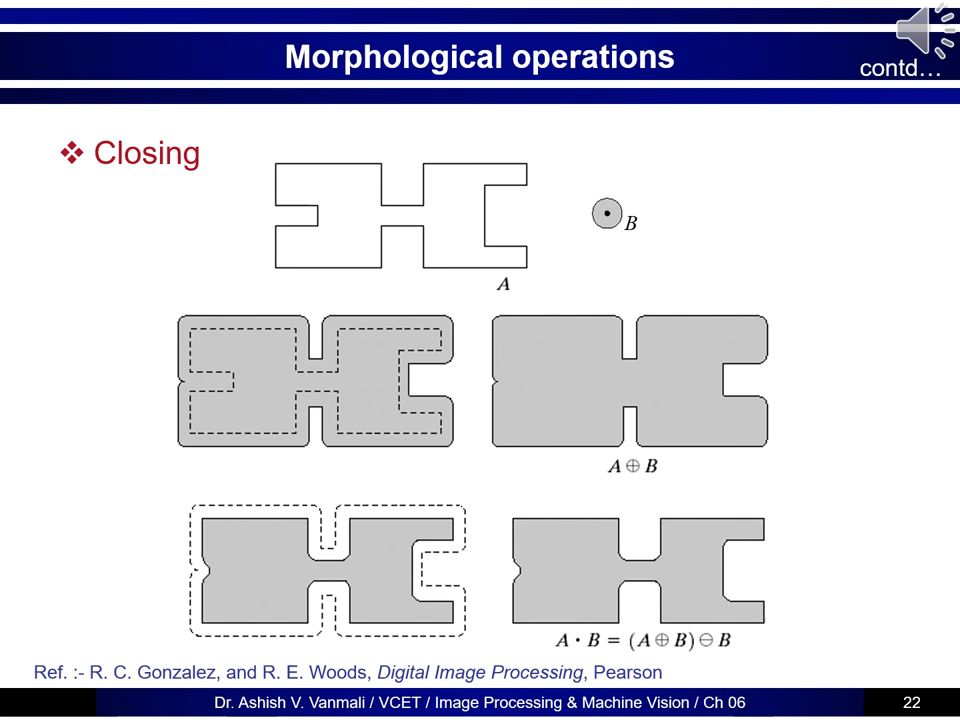 Morphological operations
contd…
❖ Closing
B
A
A ⊕ B
A • B = (A ⊕ B) ⊖ B
Ref. :- R. C. Gonzalez, and R. E. Woods, Digital Image Processing, Pearson
Dr. Ashish V. Vanmali / VCET / Image Processing & Machine Vision / Ch 06
22